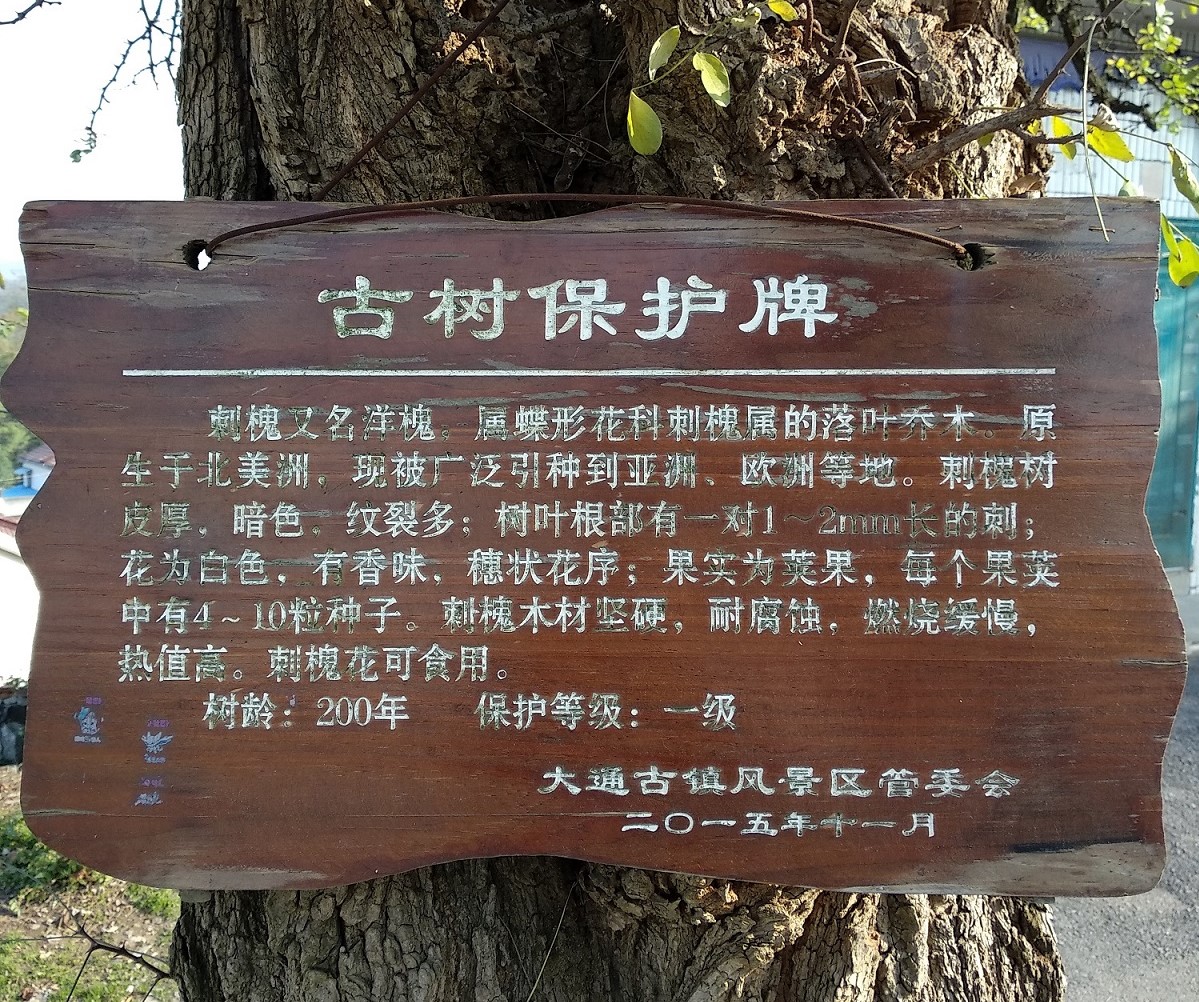 古树保护牌
刺槐又名洋槐，属蝶形花科刺槐属的落叶乔木．原
生于北美洲，现被广泛引种到亚洲、欧洲等地。刺槐树
皮厚，暗色，纹裂多；树叶根部有一对1～2mm长的刺；
花为白色，有香味，穗状花序；果实为荚果，每个果荚
中有4～10粒种子。刺槐木材坚硬，耐腐蚀，燃烧缓慢，
热值高。刺槐花可食用。
树龄：200年 保护等级：一级
大通古镇风景区管委会
二〇一五年十一月